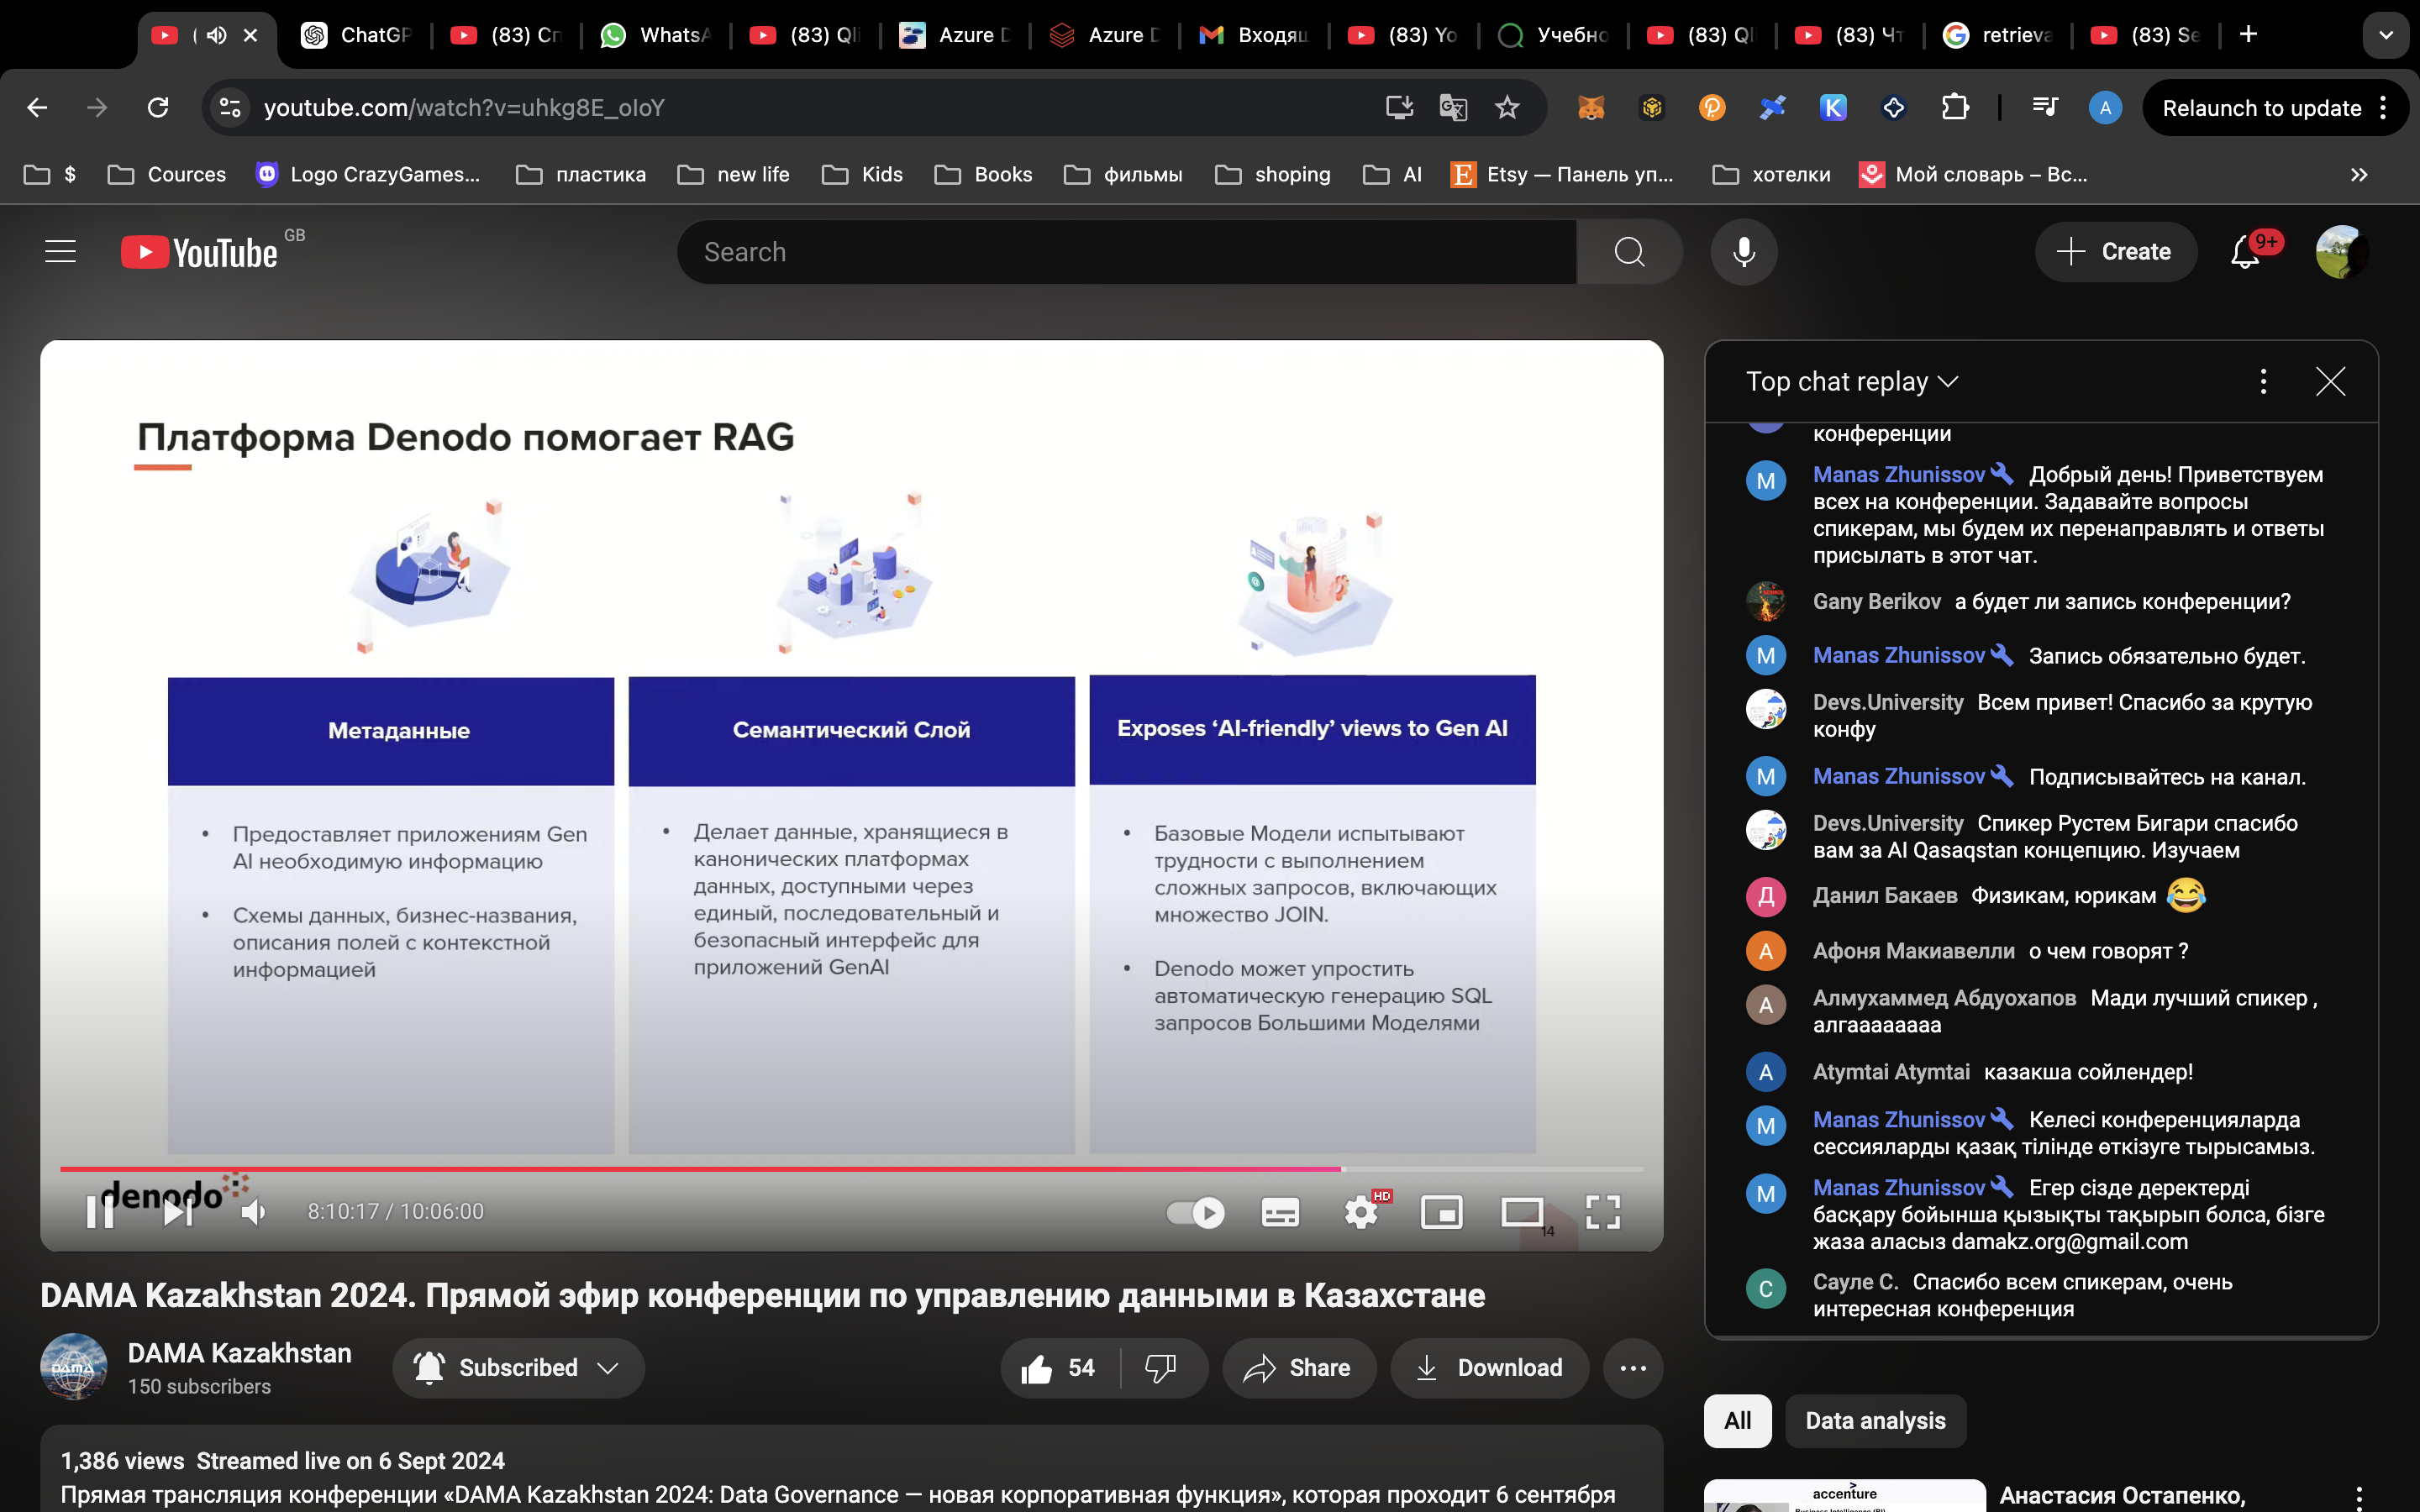 ChatGP
(83) Сп
WhatsA
(83) Qli
Azure D
Azure D
Входящ
(83) Yo
Учебно
(83) Ql
(83) Чт
retrieva
(83) Se
youtube.com/watch?v=uhkg8E_oIoY
A
Relaunch to update
$
Cources
Logo CrazyGames...
пластика
new life
Kids
Books
фильмы
shoping
AI
Etsy — Панель уп...
хотелки
Мой словарь – Вс...
YouTube GB
Search
Create
9+
Платформа Denodo помогает RAG
Метаданные
• Предоставляет приложениям Gen
AI необходимую информацию
• Схемы данных, бизнес-названия,
описания полей с контекстной
информацией
Семантический Слой
• Делает данные, хранящиеся в
канонических платформах
данных, доступными через
единый, последовательный и
безопасный интерфейс для
приложений GenAI
Exposes ‘AI-friendly’ views to Gen AI
• Базовые Модели испытывают
трудности с выполнением
сложных запросов, включающих
множество JOIN.
• Denodo может упростить
автоматическую генерацию SQL
запросов Большими Моделями
denodo
8:10:17 / 10:06:00
HD
14
DAMA Kazakhstan 2024. Прямой эфир конференции по управлению данными в Казахстане
DAMA
DAMA Kazakhstan
150 subscribers
Subscribed
54
Share
Download
1,386 views Streamed live on 6 Sept 2024
Прямая трансляция конференции «DAMA Kazakhstan 2024: Data Governance — новая корпоративная функция», которая проходит 6 сентября
Top chat replay
конференции
M
Manas Zhunissov Добрый день! Приветствуем
всех на конференции. Задавайте вопросы
спикерам, мы будем их перенаправлять и ответы
присылать в этот чат.
Gany Berikov а будет ли запись конференции?
M
Manas Zhunissov Запись обязательно будет.
Devs.University Всем привет! Спасибо за крутую
конфу
M
Manas Zhunissov Подписывайтесь на канал.
Devs.University Спикер Рустем Бигари спасибо
вам за AI Qasaqstan концепцию. Изучаем
Д
Данил Бакаев Физикам, юрикам 😂
А
Афоня Макиавелли о чем говорят ?
А
Алмухаммед Абдуохапов Мади лучший спикер ,
алгааааааааа
A
Atymtai Atymtai казакша сойлендер!
M
Manas Zhunissov Келесі конференцияларда
сессияларды қазақ тілінде өткізуге тырысамыз.
M
Manas Zhunissov Егер сізде деректерді
басқару бойынша қызықты тақырып болса, бізге
жаза аласыз damakz.org@gmail.com
С
Сауле С. Спасибо всем спикерам, очень
интересная конференция
All
Data analysis
accenture
Анастасия Остапенко,